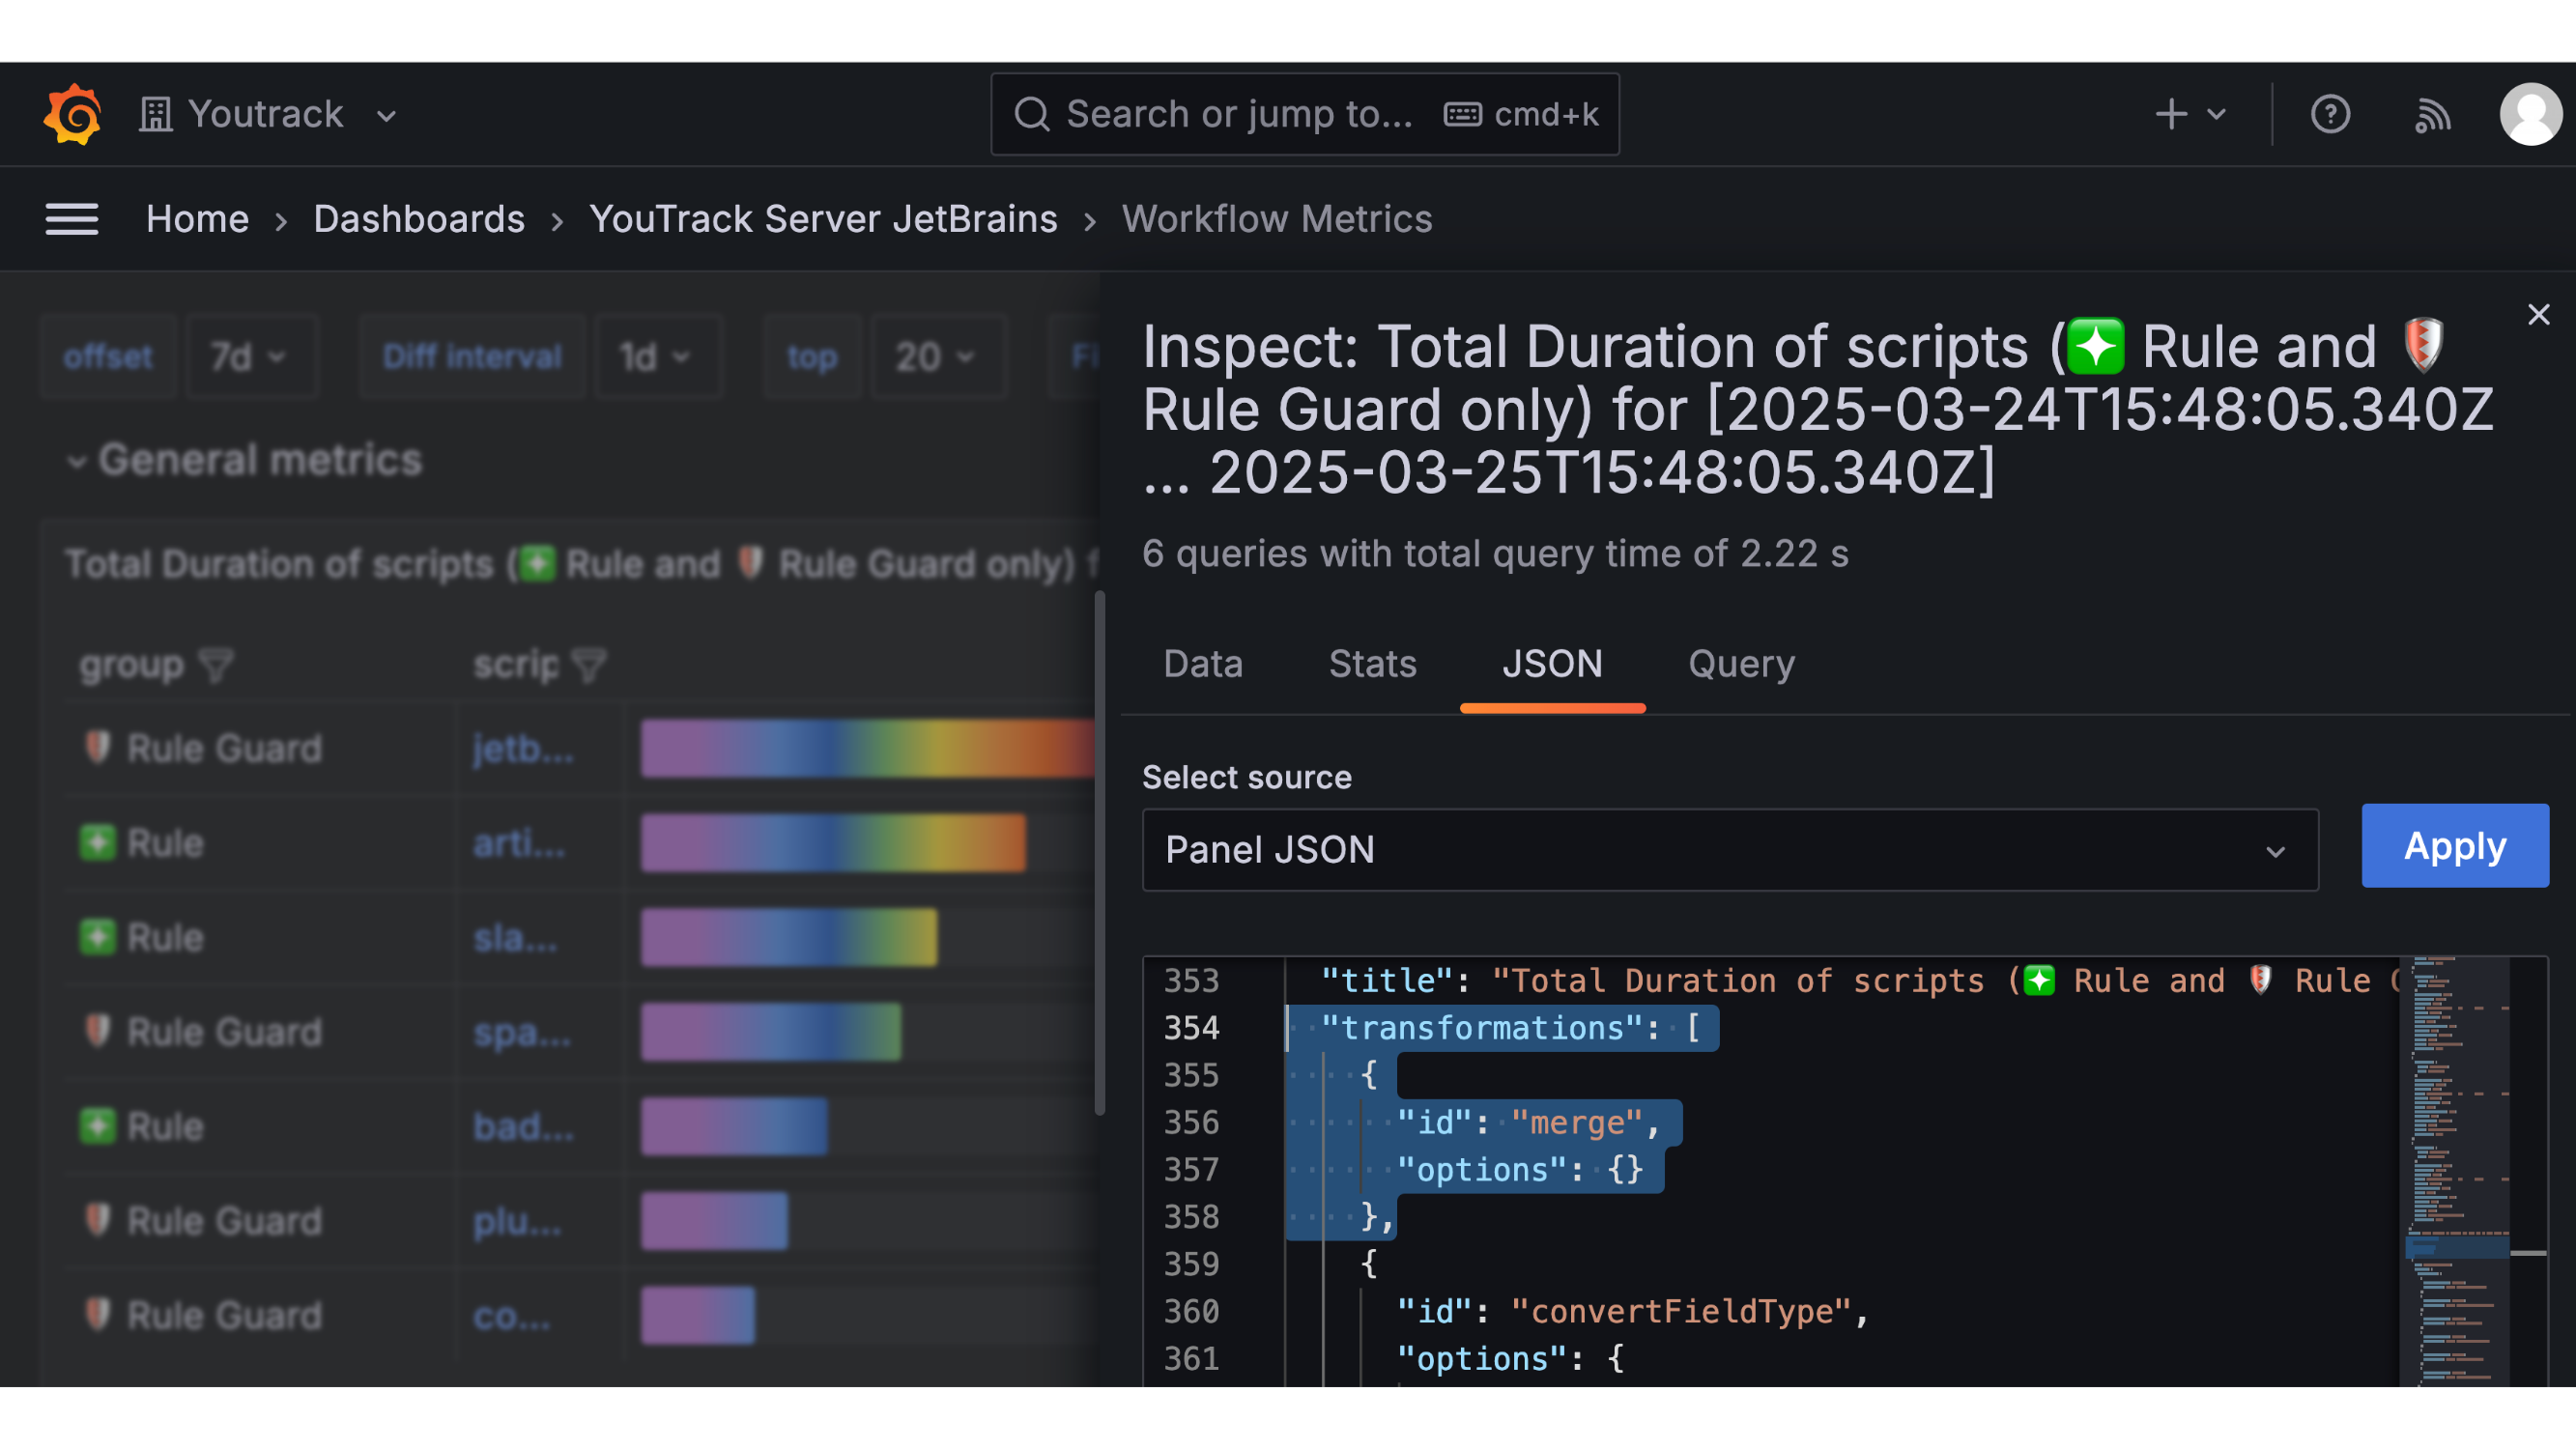 Youtrack
Search or jump to... cmd+k
Home › Dashboards › YouTrack Server JetBrains › Workflow Metrics
offset 7d Diff interval 1d top 20
General metrics
Total Duration of scripts (Rule and Rule Guard only) f
group scrip
Rule Guard jetb...
Rule arti...
Rule sla...
Rule Guard spa...
Rule bad...
Rule Guard plu...
Rule Guard co...
Inspect: Total Duration of scripts (❇️ Rule and 🛡️
Rule Guard only) for [2025-03-24T15:48:05.340Z
... 2025-03-25T15:48:05.340Z]
6 queries with total query time of 2.22 s
Data Stats JSON Query
Select source
Panel JSON
Apply
353 "title": "Total Duration of scripts (❇️ Rule and 🛡️ Rule
354 "transformations": [
355 {
356 "id": "merge",
357 "options": {}
358 },
359 {
360 "id": "convertFieldType",
361 "options": {